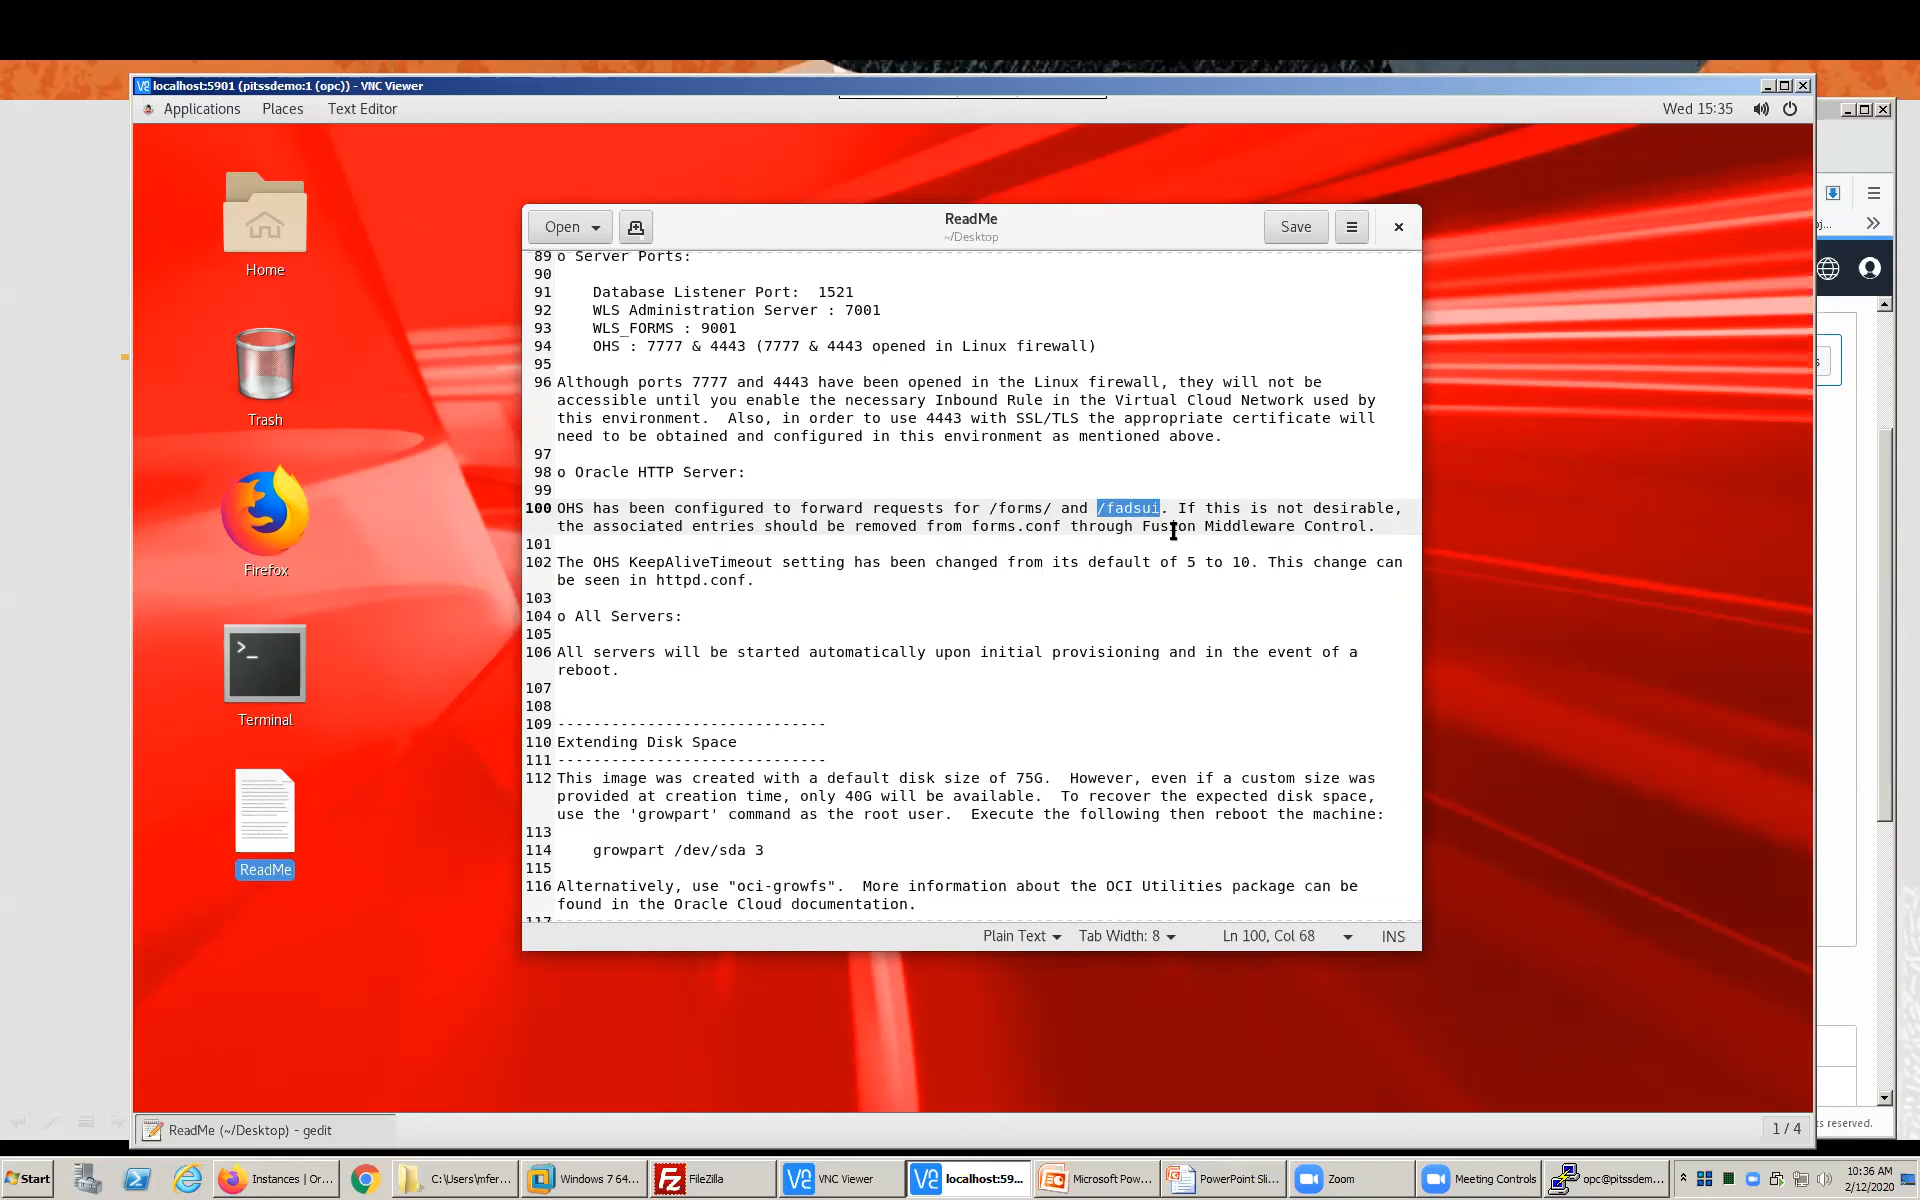 localhost:5901 (pitssdemo:1 (opc)) - VNC Viewer
Applications Places Text Editor Wed 15:35
Home
Trash
Firefox
Terminal
ReadMe
Open ReadMe Save
~/Desktop
89 o Server Ports:
90
91 Database Listener Port: 1521
92 WLS Administration Server : 7001
93 WLS_FORMS : 9001
94 OHS : 7777 & 4443 (7777 & 4443 opened in Linux firewall)
95
96 Although ports 7777 and 4443 have been opened in the Linux firewall, they will not be
accessible until you enable the necessary Inbound Rule in the Virtual Cloud Network used by
this environment. Also, in order to use 4443 with SSL/TLS the appropriate certificate will
need to be obtained and configured in this environment as mentioned above.
97
98 o Oracle HTTP Server:
99
100 OHS has been configured to forward requests for /forms/ and /fadsui. If this is not desirable,
the associated entries should be removed from forms.conf through Fusion Middleware Control.
101
102 The OHS KeepAliveTimeout setting has been changed from its default of 5 to 10. This change can
be seen in httpd.conf.
103
104 o All Servers:
105
106 All servers will be started automatically upon initial provisioning and in the event of a
reboot.
107
108
109 ------------------------------
110 Extending Disk Space
111 ------------------------------
112 This image was created with a default disk size of 75G. However, even if a custom size was
provided at creation time, only 40G will be available. To recover the expected disk space,
use the 'growpart' command as the root user. Execute the following then reboot the machine:
113
114 growpart /dev/sda 3
115
116 Alternatively, use "oci-growfs". More information about the OCI Utilities package can be
found in the Oracle Cloud documentation.
117
Plain Text Tab Width: 8 Ln 100, Col 68 INS
ReadMe (~/Desktop) - gedit 1 / 4
s reserved.
Start Instances | Or... C:\Users\mfer... Windows 7 64... FileZilla VNC Viewer localhost:59... Microsoft Pow... PowerPoint Sli... Zoom Meeting Controls opc@pitssdem... 10:36 AM
2/12/2020